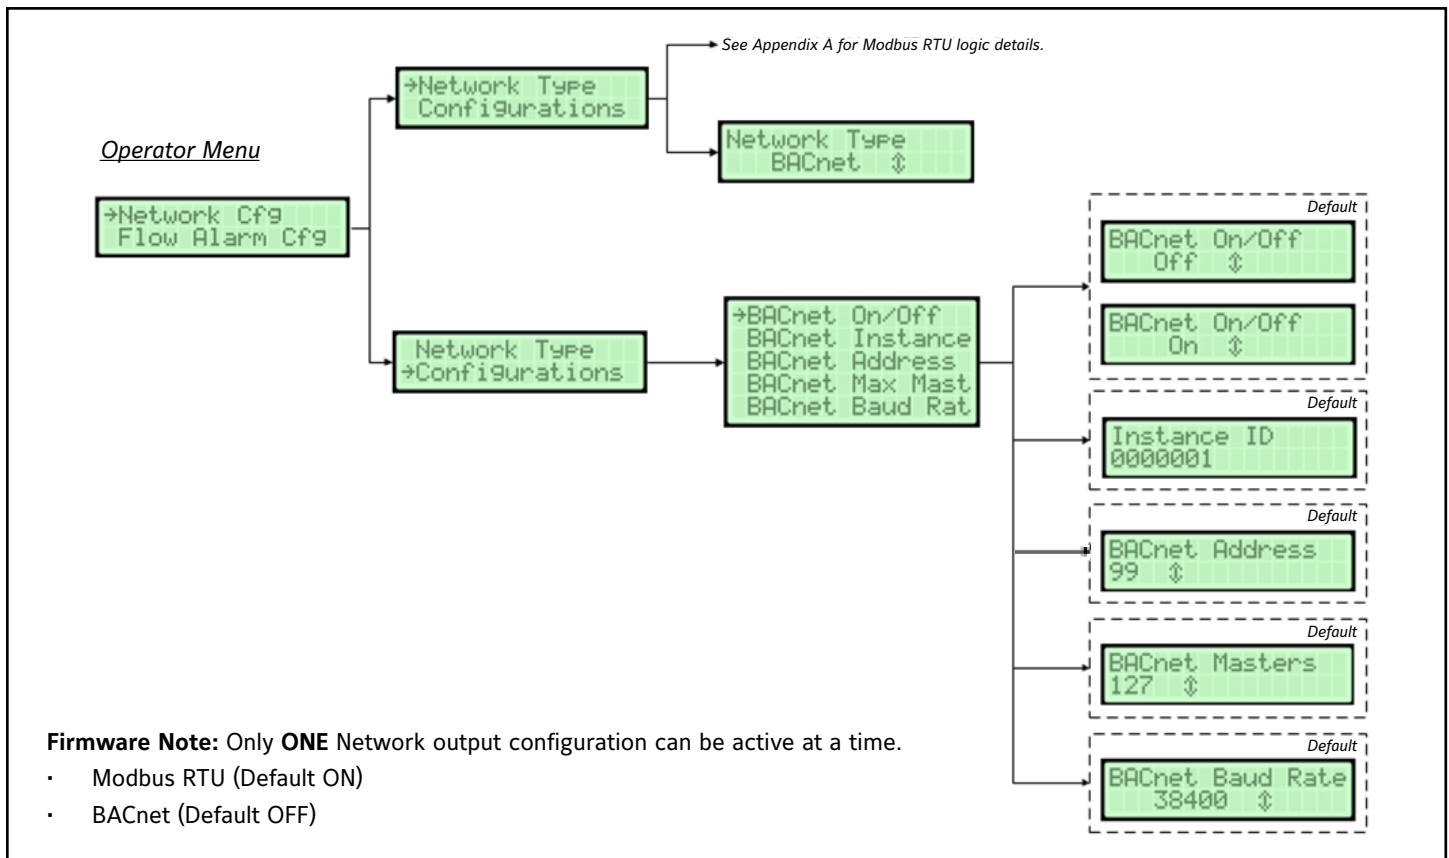 See Appendix A for Modbus RTU logic details.
→Network Type
Configurations
Operator Menu
Network Type
BACnet ⇕
→Network Cfg
Flow Alarm Cfg
Default
BACnet On/Off
Off ⇕
BACnet On/Off
On ⇕
→BACnet On/Off
BACnet Instance
BACnet Address
BACnet Max Mast
BACnet Baud Rat
Network Type
→Configurations
Default
Instance ID
0000001
Default
BACnet Address
99 ⇕
Default
BACnet Masters
127 ⇕
Default
BACnet Baud Rate
38400 ⇕
Firmware Note: Only ONE Network output configuration can be active at a time.
· Modbus RTU (Default ON)
· BACnet (Default OFF)